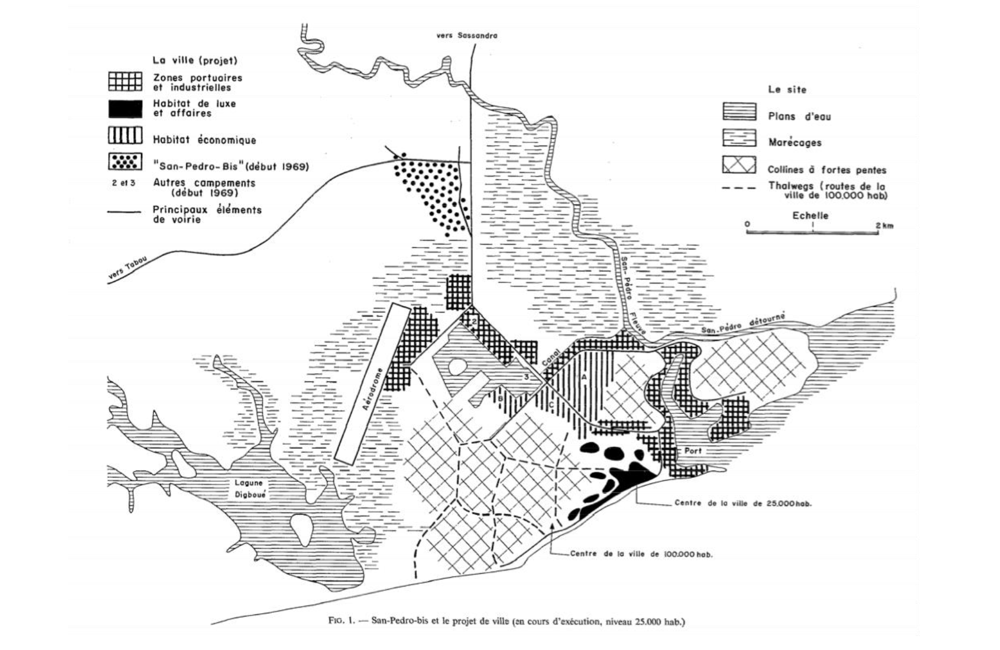 vers Sassandra
La ville (projet)
Zones portuaires
et industrielles
Habitat de luxe
et affaires
Habitat économique
"San-Pedro-Bis" (début 1969)
2 et 3
Autres campements
(début 1969)
Principaux éléments
de voirie
Le site
Plans d'eau
Marécages
Collines à fortes pentes
Thalwegs (routes de la
ville de 100.000 hab)
Echelle
0
2 km
vers Tabou
San-Pédro
Fleuve
San-Pédro détourné
2
Canal
3
A
B
C
Aérodrome
Port
Lagune
Digboué
Centre de la ville de 25.000 hab.
Centre de la ville de 100.000 hab.
FIG. 1. — San-Pedro-bis et le projet de ville (en cours d'exécution, niveau 25.000 hab.)